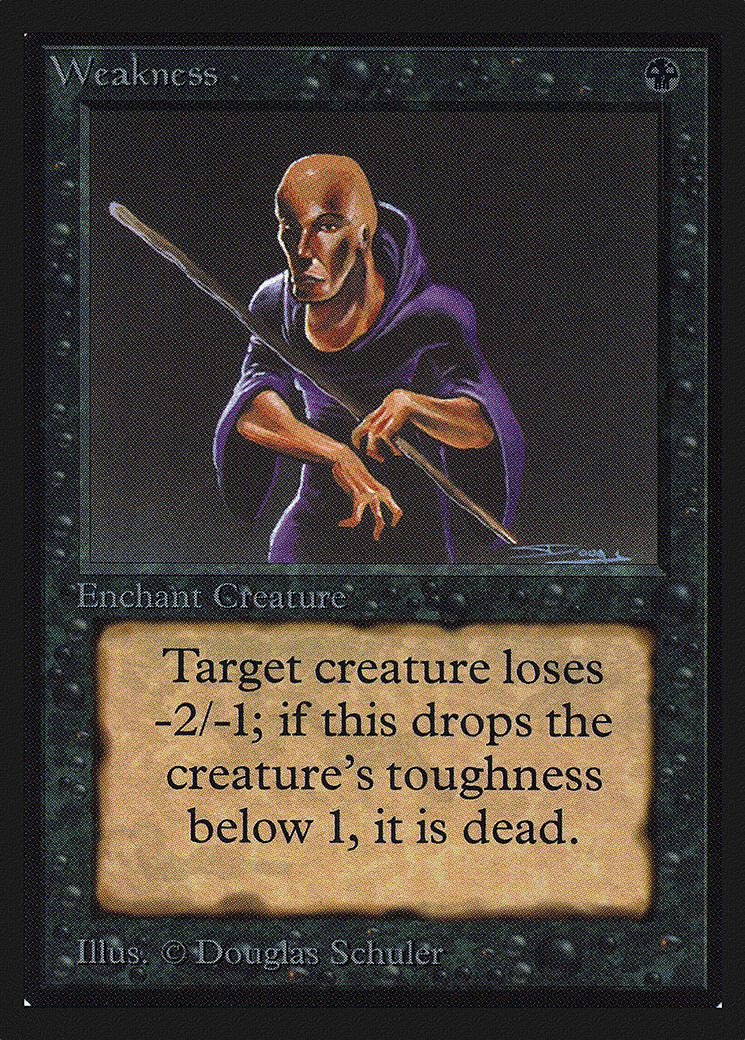 Weakness
Doug S
Enchant Creature
Target creature loses
-2/-1; if this drops the
creature's toughness
below 1, it is dead.
Illus. © Douglas Schuler